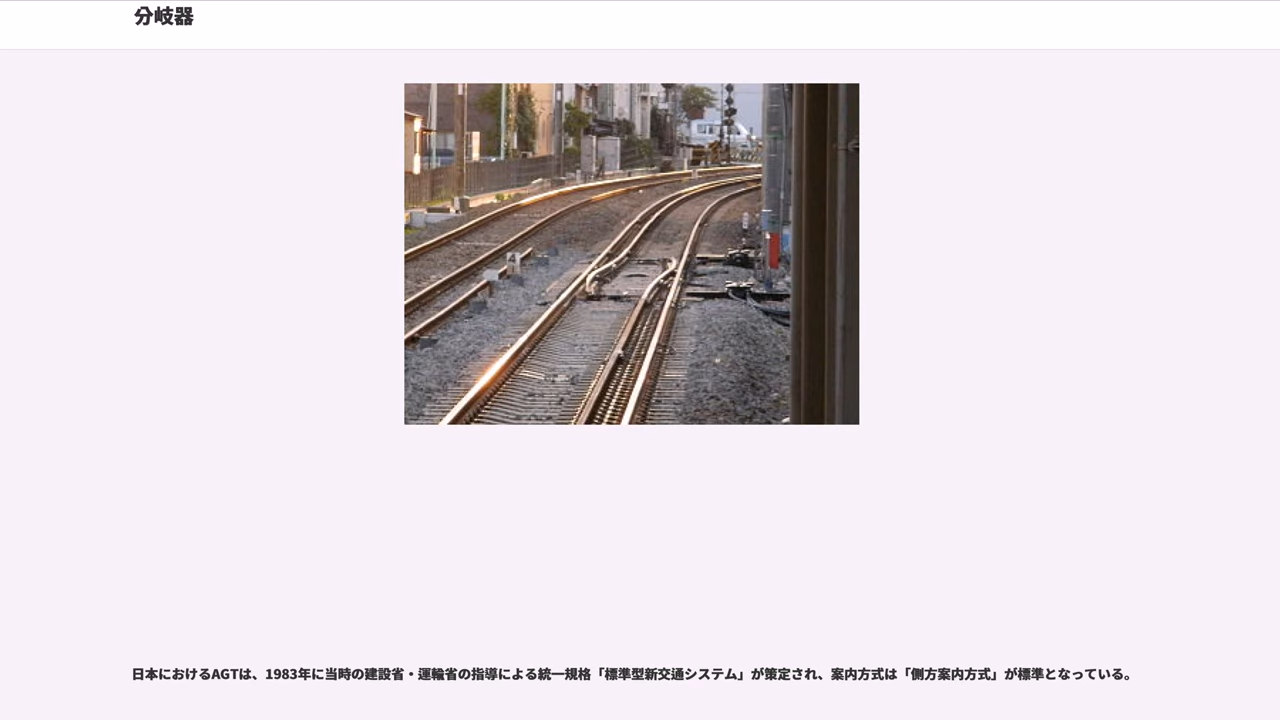 分岐器
日本におけるAGTは、1983年に当時の建設省・運輸省の指導による統一規格「標準型新交通システム」が策定され、案内方式は「側方案内方式」が標準となっている。